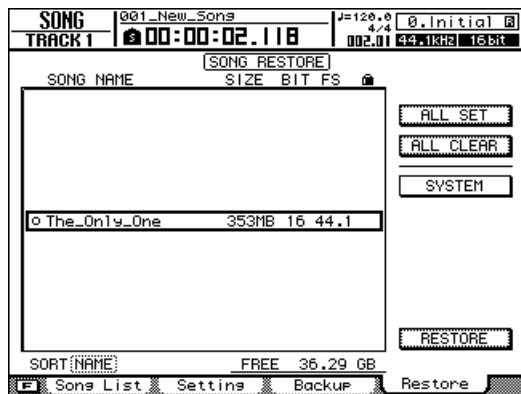 SONG 001_New_Song J=120.0 0.Initial
TRACK 1 S 00:00:02.118 4/4 002.01 44.1kHz 16bit
SONG RESTORE
SONG NAME SIZE BIT FS
ALL SET
ALL CLEAR
SYSTEM
The_Only_One 353MB 16 44.1
RESTORE
SORT NAME FREE 36.29 GB
F Song List Setting Backup Restore